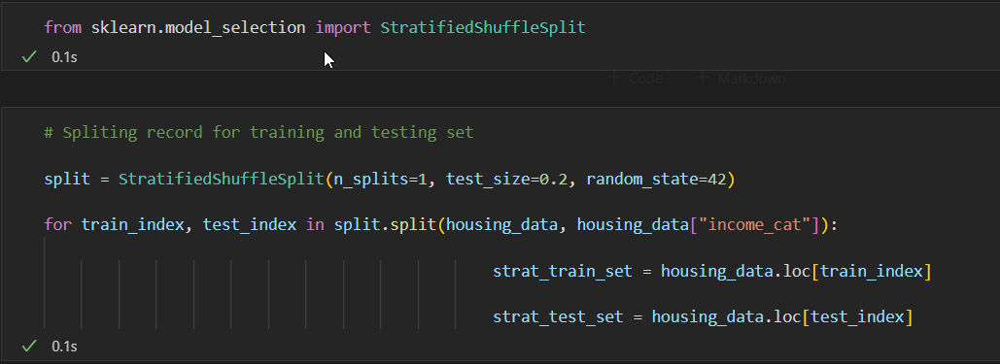 from sklearn.model_selection import StratifiedShuffleSplit
0.1s
+ Code + Markdown
# Spliting record for training and testing set
split = StratifiedShuffleSplit(n_splits=1, test_size=0.2, random_state=42)
for train_index, test_index in split.split(housing_data, housing_data["income_cat"]):
strat_train_set = housing_data.loc[train_index]
strat_test_set = housing_data.loc[test_index]
0.1s